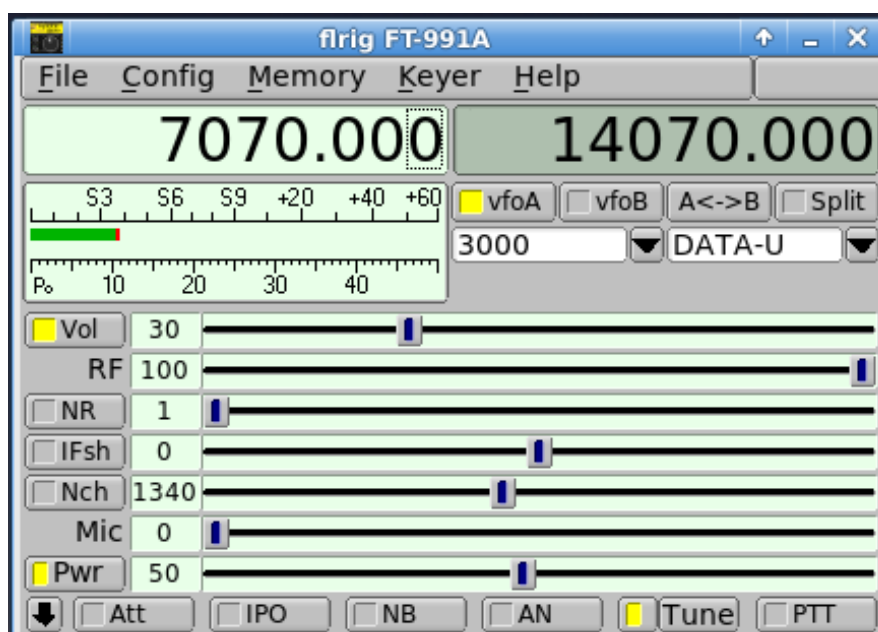 flrig FT-991A
File Config Memory Keyer Help
7070.000 14070.000
S3 S6 S9 +20 +40 +60
vfoA vfoB A<->B Split
3000 DATA-U
Po 10 20 30 40
Vol 30
RF 100
NR 1
IFsh 0
Nch 1340
Mic 0
Pwr 50
Att IPO NB AN Tune PTT